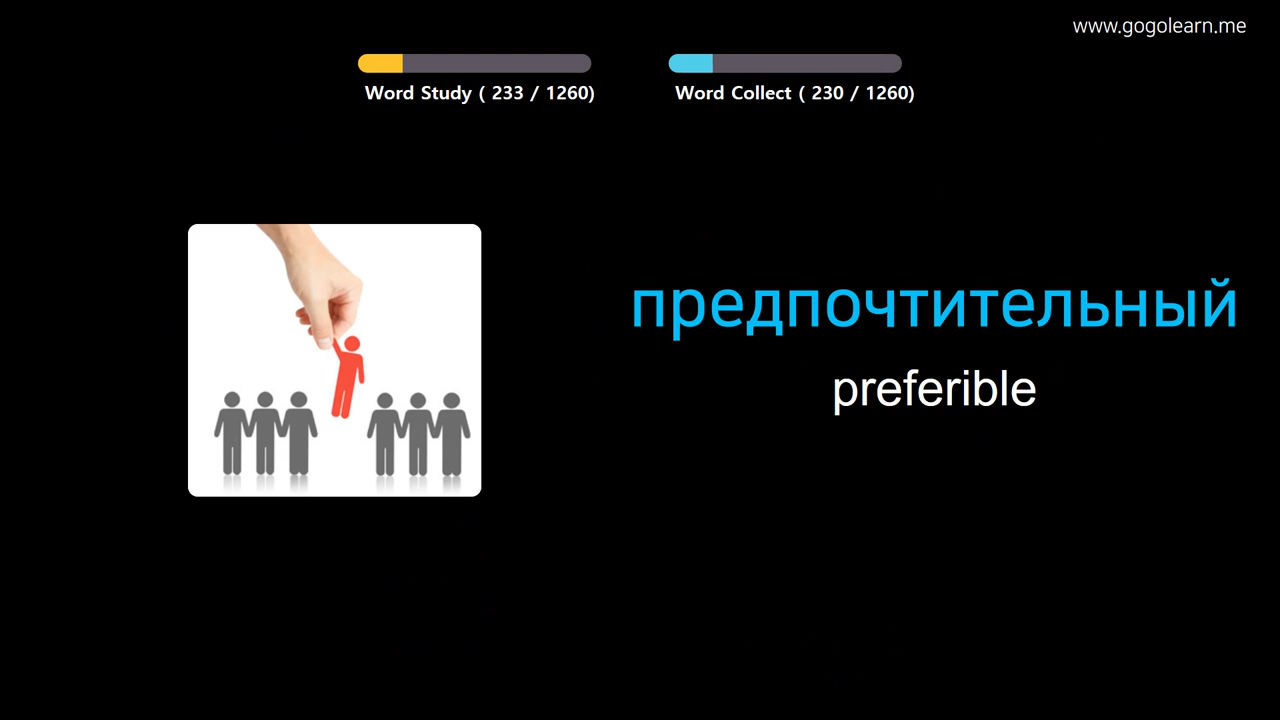 www.gogolearn.me
Word Study ( 233 / 1260)
Word Collect ( 230 / 1260)
предпочтительный
preferible